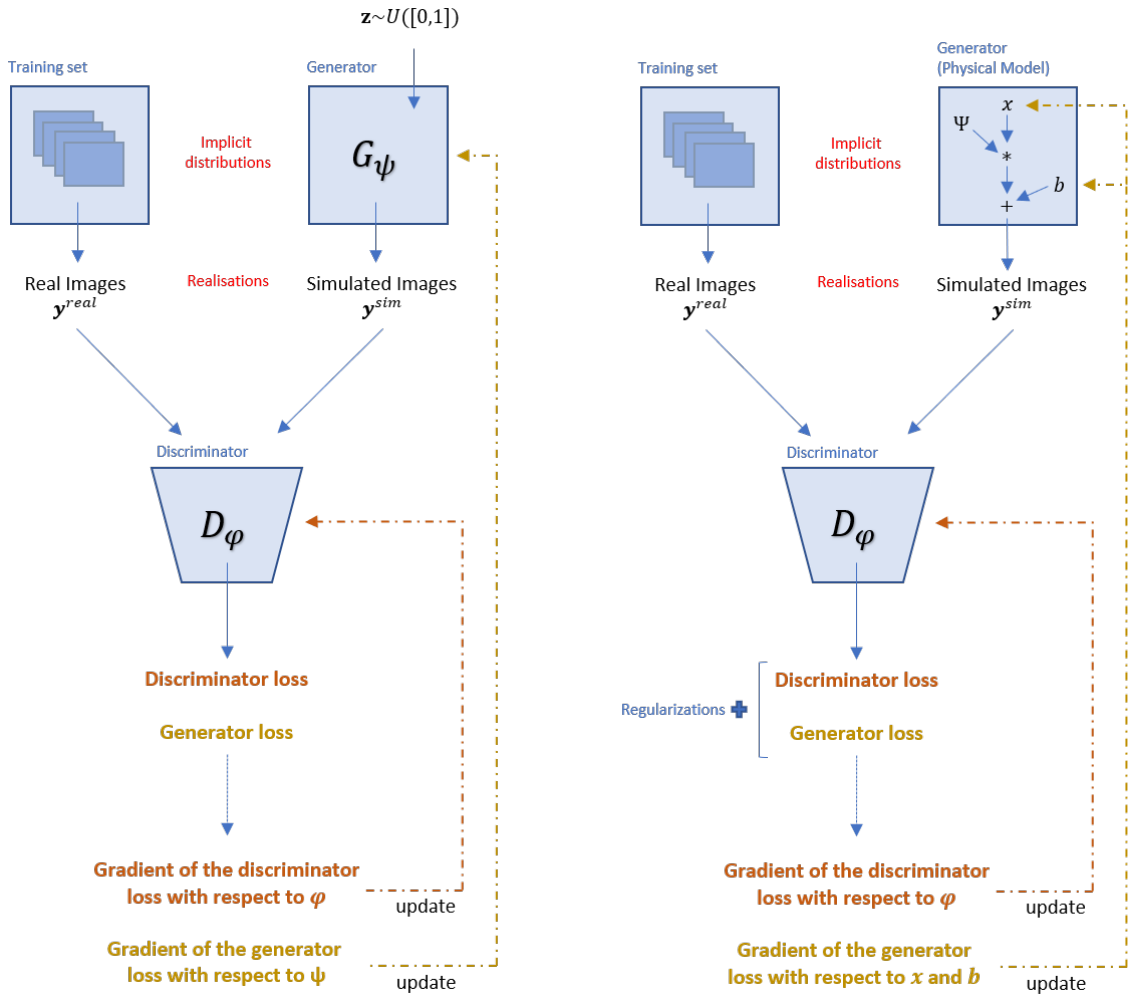 z~U([0,1])
Training set
Generator
Implicit
distributions
G_ψ
Real Images
y^real
Realisations
Simulated Images
y^sim
Discriminator
D_φ
Discriminator loss
Generator loss
Gradient of the discriminator
loss with respect to φ
update
Gradient of the generator
loss with respect to ψ
update
Training set
Generator
(Physical Model)
x
Ψ
*
Implicit
distributions
b
+
Real Images
y^real
Realisations
Simulated Images
y^sim
Discriminator
D_φ
Discriminator loss
Regularizations
Generator loss
Gradient of the discriminator
loss with respect to φ
update
Gradient of the generator
loss with respect to x and b
update